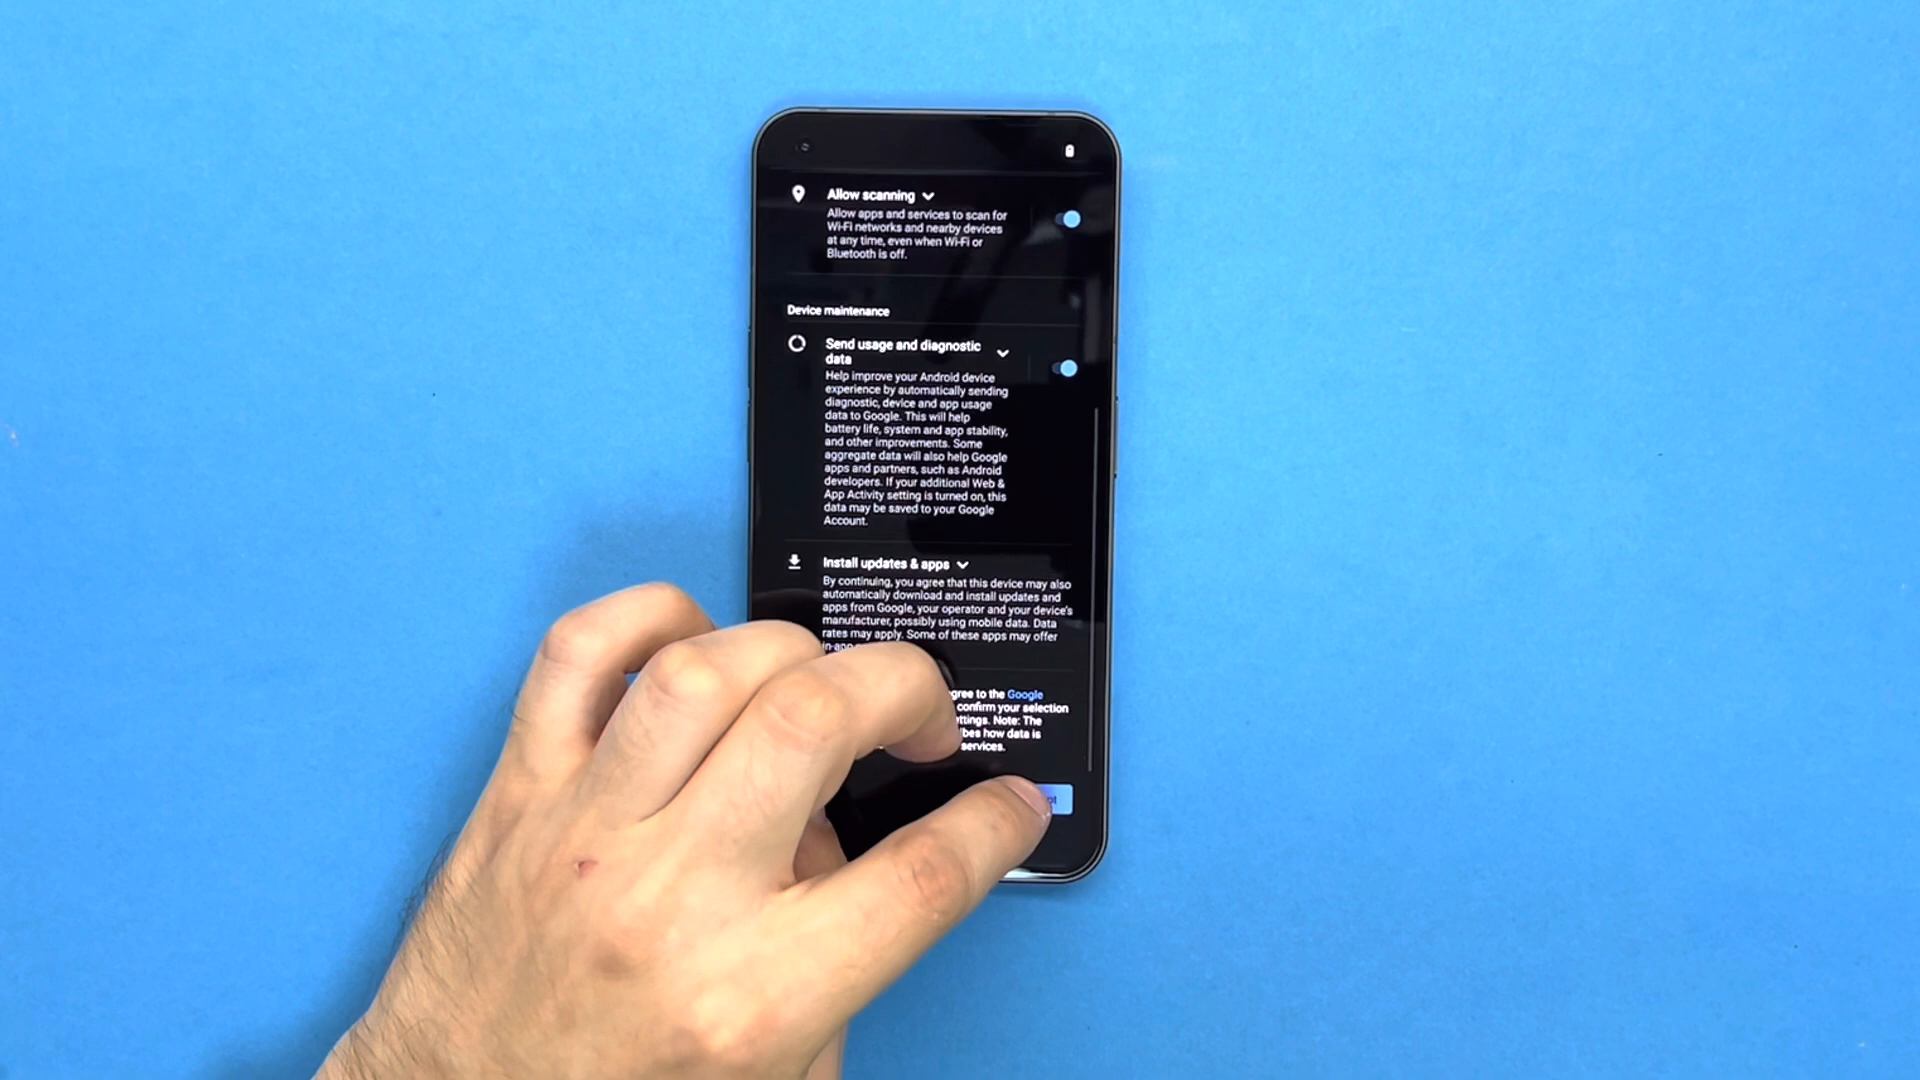 Allow scanning
Allow apps and services to scan for
Wi-Fi networks and nearby devices
at any time, even when Wi-Fi or
Bluetooth is off.
Device maintenance
Send usage and diagnostic
data
Help improve your Android device
experience by automatically sending
diagnostic, device and app usage
data to Google. This will help
battery life, system and app stability,
and other improvements. Some
aggregate data will also help Google
apps and partners, such as Android
developers. If your additional Web &
App Activity setting is turned on, this
data may be saved to your Google
Account.
Install updates & apps
By continuing, you agree that this device may also
automatically download and install updates and
apps from Google, your operator and your device's
manufacturer, possibly using mobile data. Data
rates may apply. Some of these apps may offer
in-app
to the Google
confirm your selection
Note: The
how data is
services.